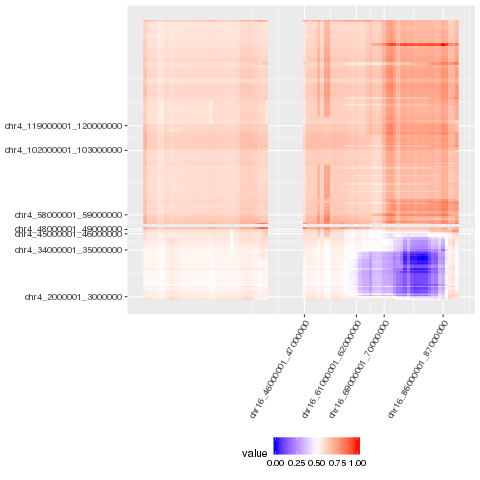 chr4_119000001_120000000
chr4_102000001_103000000
chr4_58000001_59000000
chr4_48000001_49000000
chr4_45000001_46000000
chr4_34000001_35000000
chr4_2000001_3000000
chr16_46000001_47000000
chr16_61000001_62000000
chr16_69000001_70000000
chr16_86000001_87000000
value
0.00 0.25 0.50 0.75 1.00